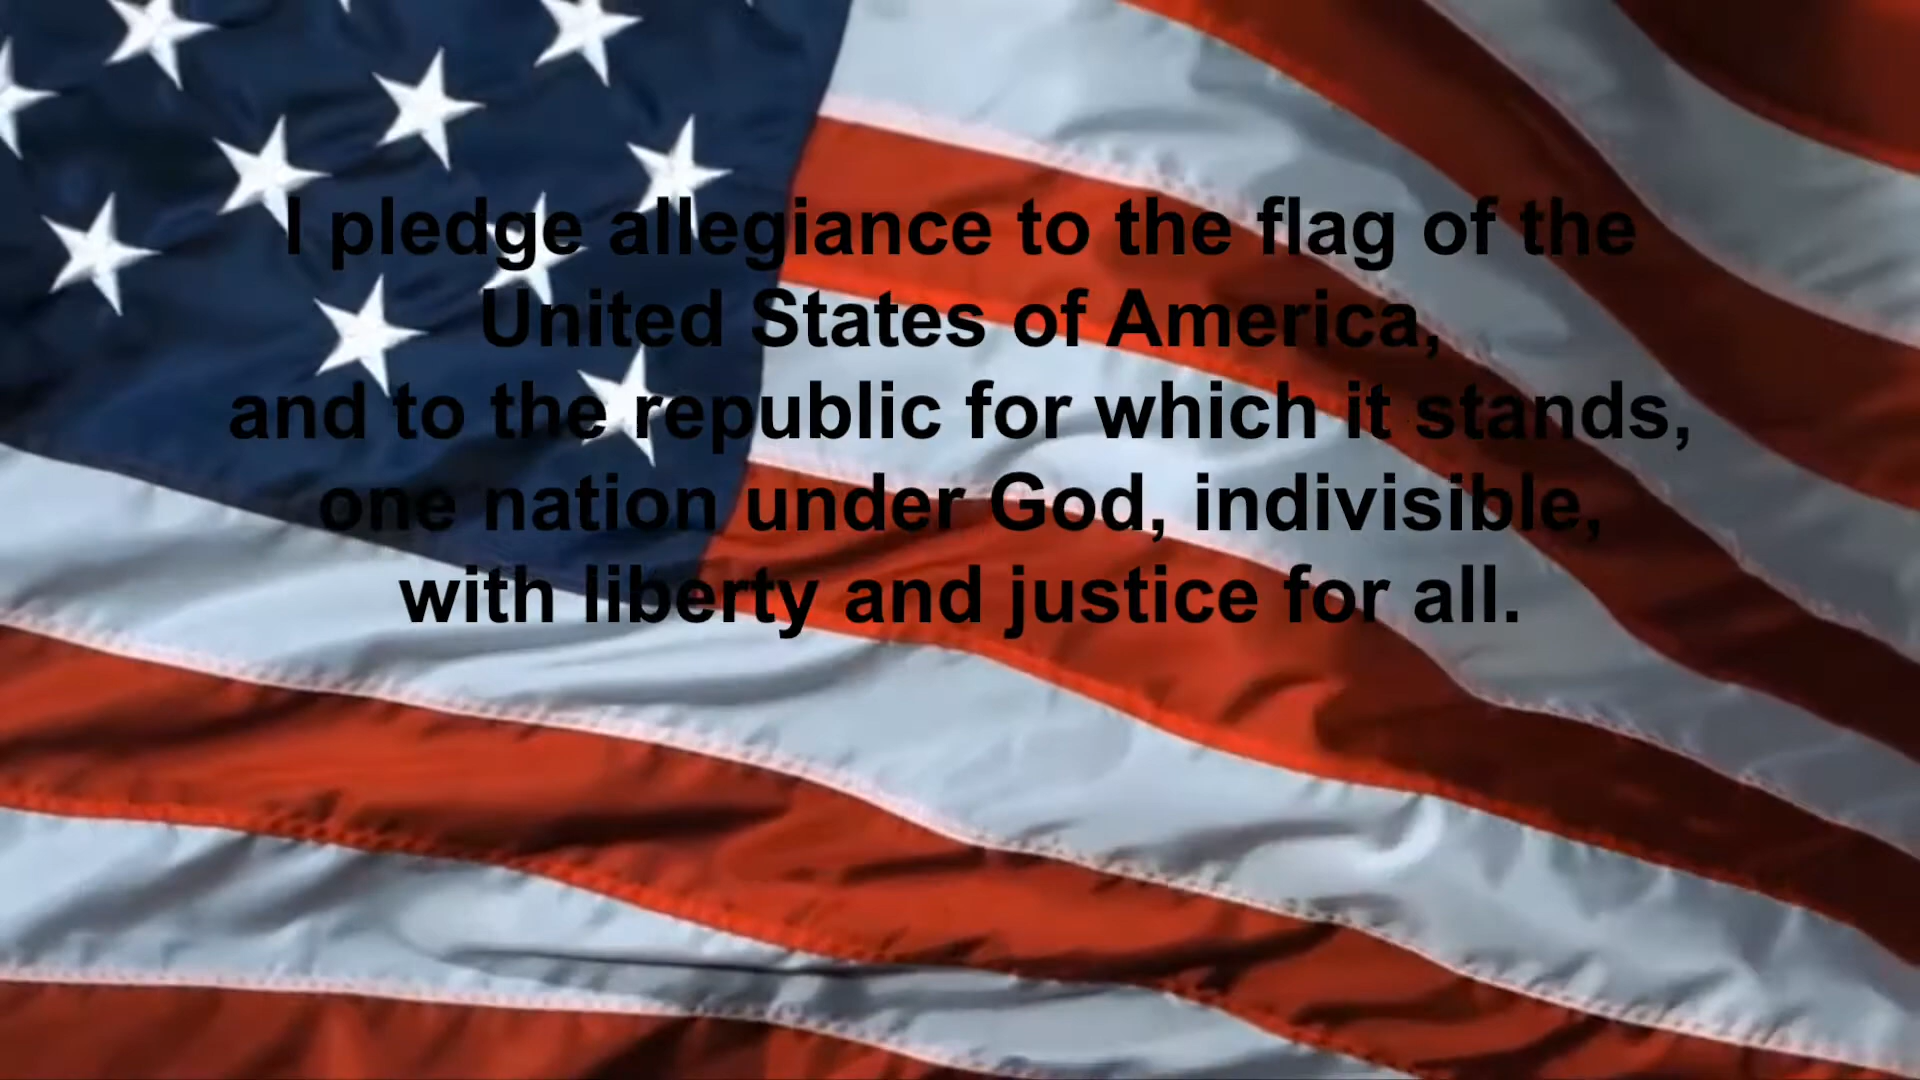 I pledge allegiance to the flag of the
United States of America,
and to the republic for which it stands,
one nation under God, indivisible,
with liberty and justice for all.